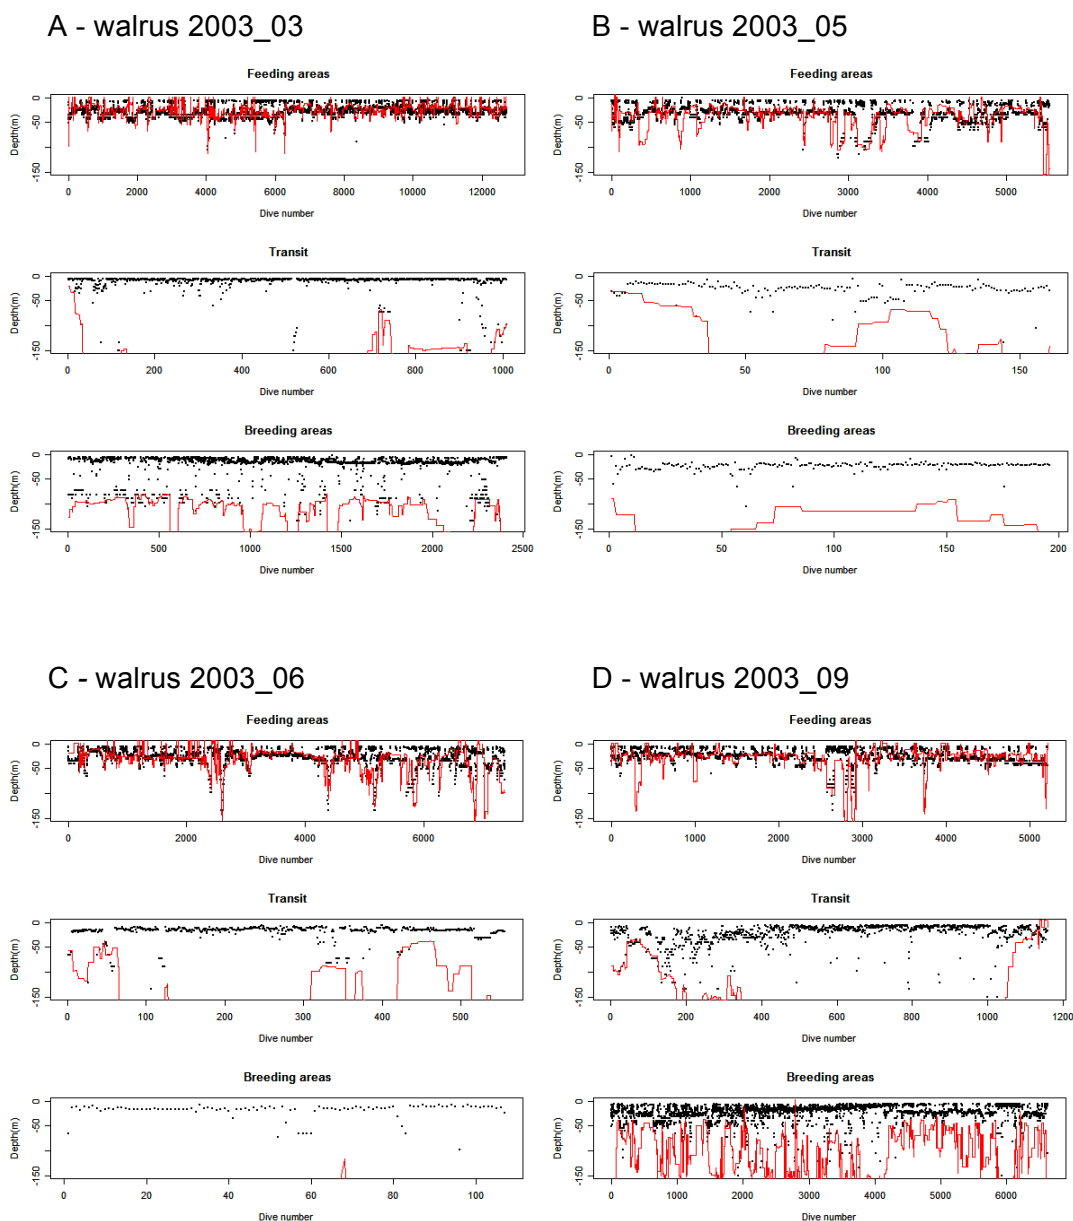 A - walrus 2003_03
Feeding areas
Depth(m)
0
-50
-150
0 2000 4000 6000 8000 10000 12000
Dive number
Transit
Depth(m)
0
-50
-150
0 200 400 600 800 1000
Dive number
Breeding areas
Depth(m)
0
-50
-150
0 500 1000 1500 2000 2500
Dive number
B - walrus 2003_05
Feeding areas
Depth(m)
0
-50
-150
0 1000 2000 3000 4000 5000
Dive number
Transit
Depth(m)
0
-50
-150
0 50 100 150
Dive number
Breeding areas
Depth(m)
0
-50
-150
0 50 100 150 200
Dive number
C - walrus 2003_06
Feeding areas
Depth(m)
0
-50
-150
0 2000 4000 6000
Dive number
Transit
Depth(m)
0
-50
-150
0 100 200 300 400 500
Dive number
Breeding areas
Depth(m)
0
-50
-150
0 20 40 60 80 100
Dive number
D - walrus 2003_09
Feeding areas
Depth(m)
0
-50
-150
0 1000 2000 3000 4000 5000
Dive number
Transit
Depth(m)
0
-50
-150
0 200 400 600 800 1000 1200
Dive number
Breeding areas
Depth(m)
0
-50
-150
0 1000 2000 3000 4000 5000 6000
Dive number